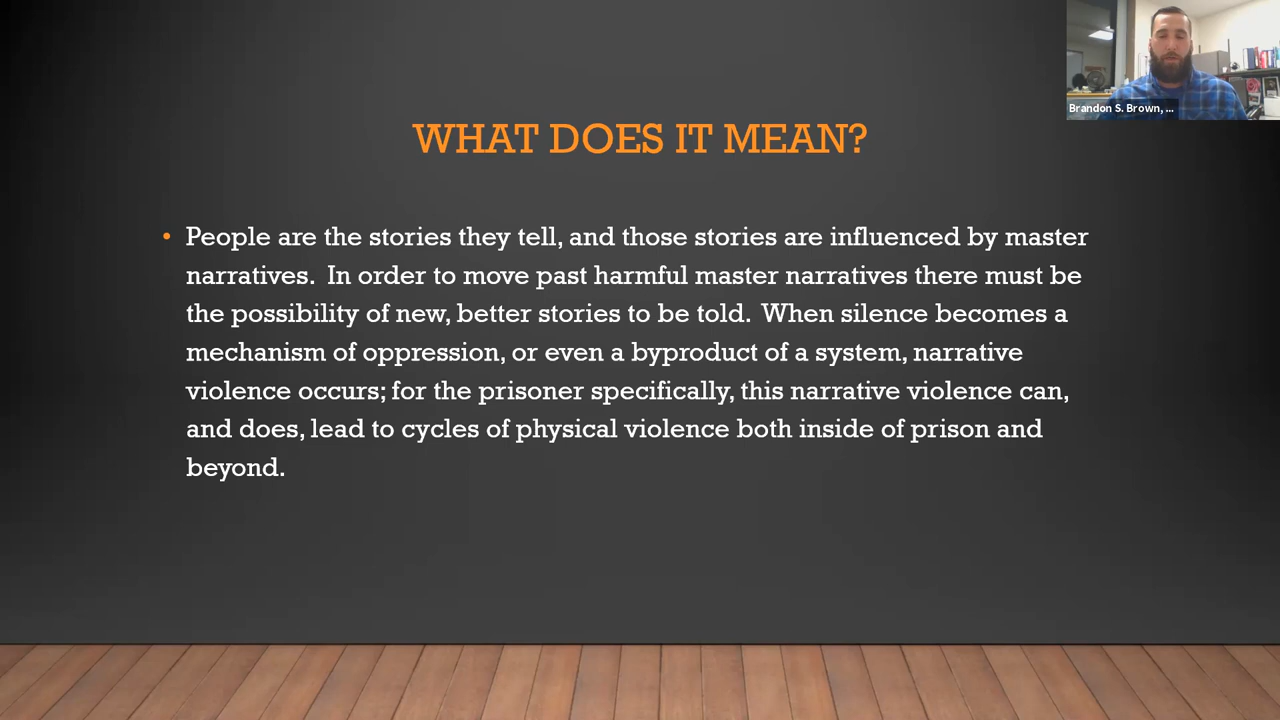 Brandon S. Brown, ...
WHAT DOES IT MEAN?
• People are the stories they tell, and those stories are influenced by master
narratives.  In order to move past harmful master narratives there must be
the possibility of new, better stories to be told.  When silence becomes a
mechanism of oppression, or even a byproduct of a system, narrative
violence occurs; for the prisoner specifically, this narrative violence can,
and does, lead to cycles of physical violence both inside of prison and
beyond.